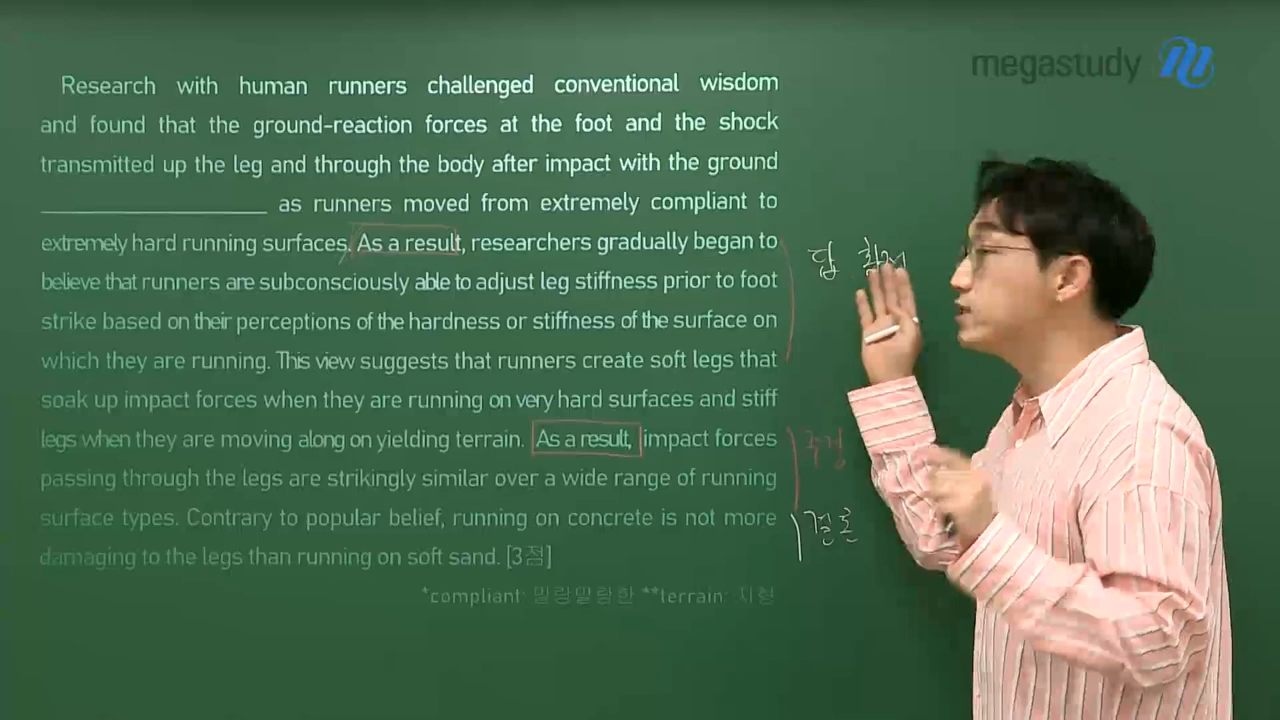 megastudy
Research with human runners challenged conventional wisdom
and found that the ground-reaction forces at the foot and the shock
transmitted up the leg and through the body after impact with the ground
____________________ as runners moved from extremely compliant to
extremely hard running surfaces. As a result, researchers gradually began to
believe that runners are subconsciously able to adjust leg stiffness prior to foot
strike based on their perceptions of the hardness or stiffness of the surface on
which they are running. This view suggests that runners create soft legs that
soak up impact forces when they are running on very hard surfaces and stiff
legs when they are moving along on yielding terrain. As a result, impact forces
passing through the legs are strikingly similar over a wide range of running
surface types. Contrary to popular belief, running on concrete is not more
damaging to the legs than running on soft sand. [3점]
*compliant: 말랑말랑한 **terrain: 지형
답
결론